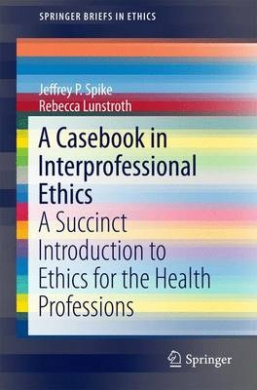 SPRINGER BRIEFS IN ETHICS
Jeffrey P. Spike
Rebecca Lunstroth
A Casebook in
Interprofessional
Ethics
A Succinct
Introduction to
Ethics for the Health
Professions
Springer